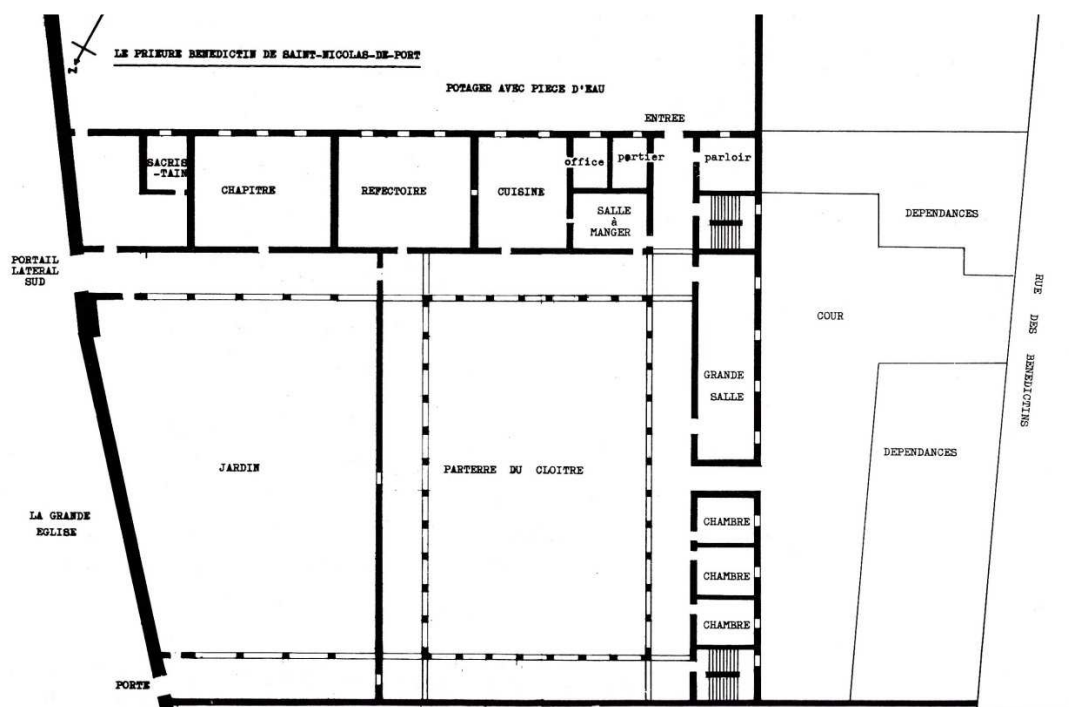 LE PRIEURE BENEDICTIN DE SAINT-NICOLAS-DE-PORT
N
POTAGER AVEC PIECE D'EAU
ENTREE
SACRIS
-TAIN
CHAPITRE
REFECTOIRE
CUISINE
office
portier
parloir
SALLE
à
MANGER
DEPENDANCES
PORTAIL
LATERAL
SUD
RUE DES BENEDICTINS
COUR
GRANDE
SALLE
JARDIN
PARTERRE DU CLOITRE
DEPENDANCES
LA GRANDE
EGLISE
CHAMBRE
CHAMBRE
CHAMBRE
PORTE